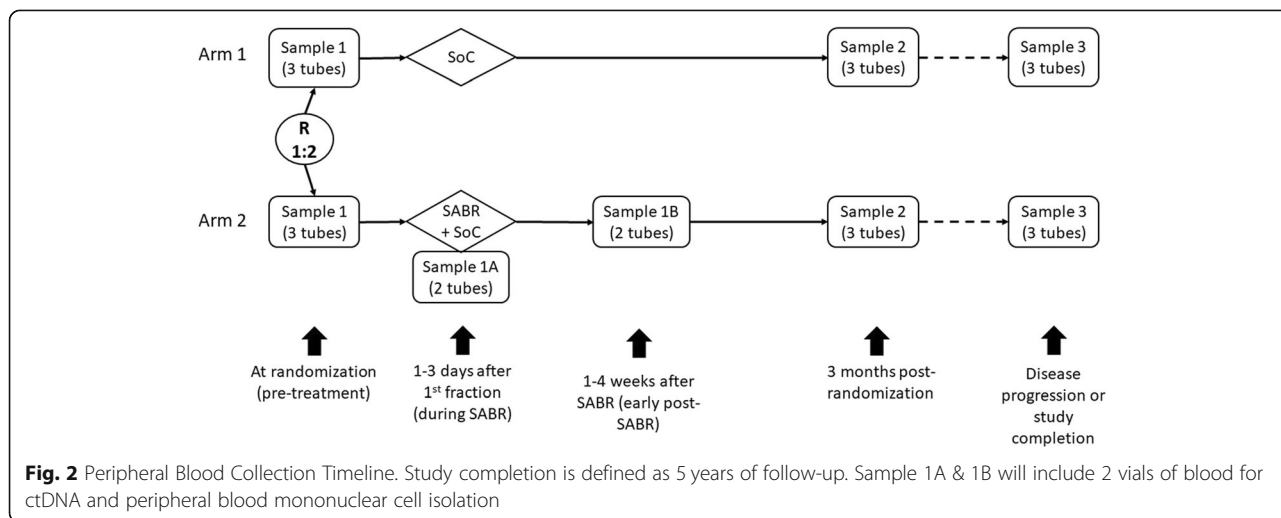 Arm 1
Sample 1
(3 tubes)
SoC
Sample 2
(3 tubes)
Sample 3
(3 tubes)
R
1:2
Arm 2
Sample 1
(3 tubes)
SABR
+ SoC
Sample 1A
(2 tubes)
Sample 1B
(2 tubes)
Sample 2
(3 tubes)
Sample 3
(3 tubes)
At randomization
(pre-treatment)
1-3 days after
1st fraction
(during SABR)
1-4 weeks after
SABR (early post-
SABR)
3 months post-
randomization
Disease
progression or
study
completion
Fig. 2 Peripheral Blood Collection Timeline. Study completion is defined as 5 years of follow-up. Sample 1A & 1B will include 2 vials of blood for
ctDNA and peripheral blood mononuclear cell isolation